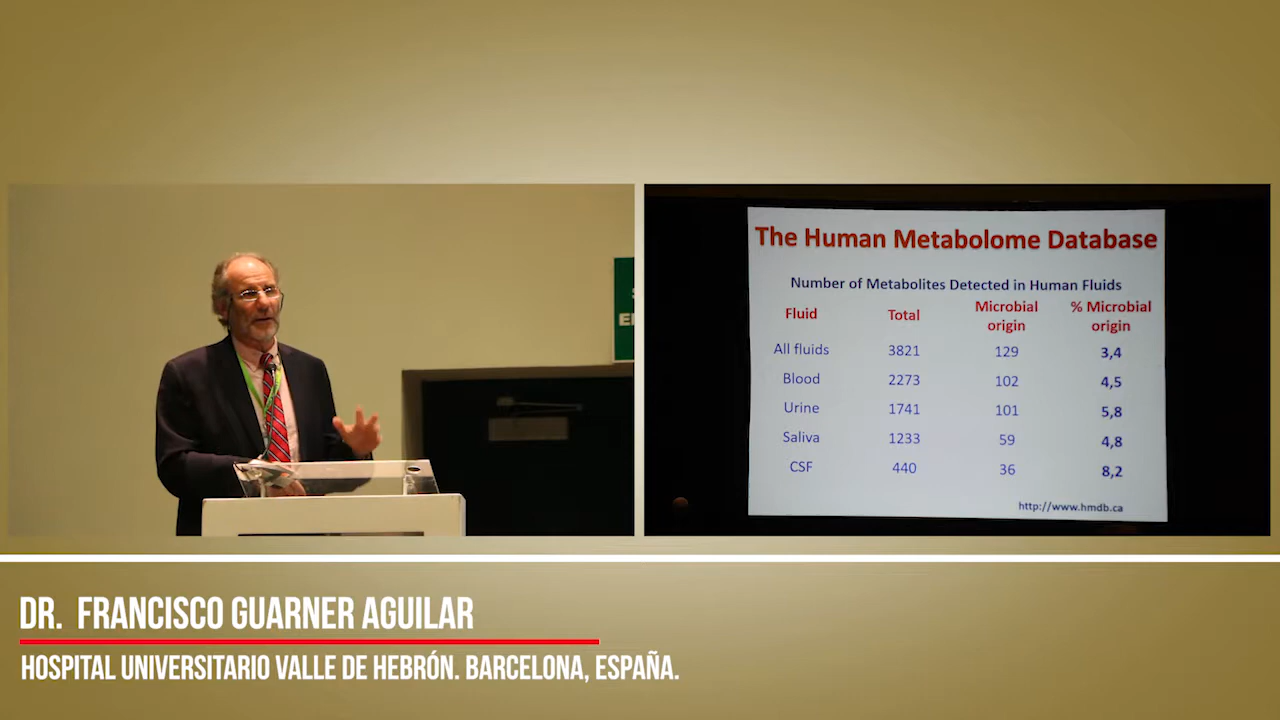 The Human Metabolome Database
Number of Metabolites Detected in Human Fluids
Fluid Total Microbial origin % Microbial origin
All fluids 3821 129 3,4
Blood 2273 102 4,5
Urine 1741 101 5,8
Saliva 1233 59 4,8
CSF 440 36 8,2
http://www.hmdb.ca
DR. FRANCISCO GUARNER AGUILAR
HOSPITAL UNIVERSITARIO VALLE DE HEBRÓN. BARCELONA, ESPAÑA.